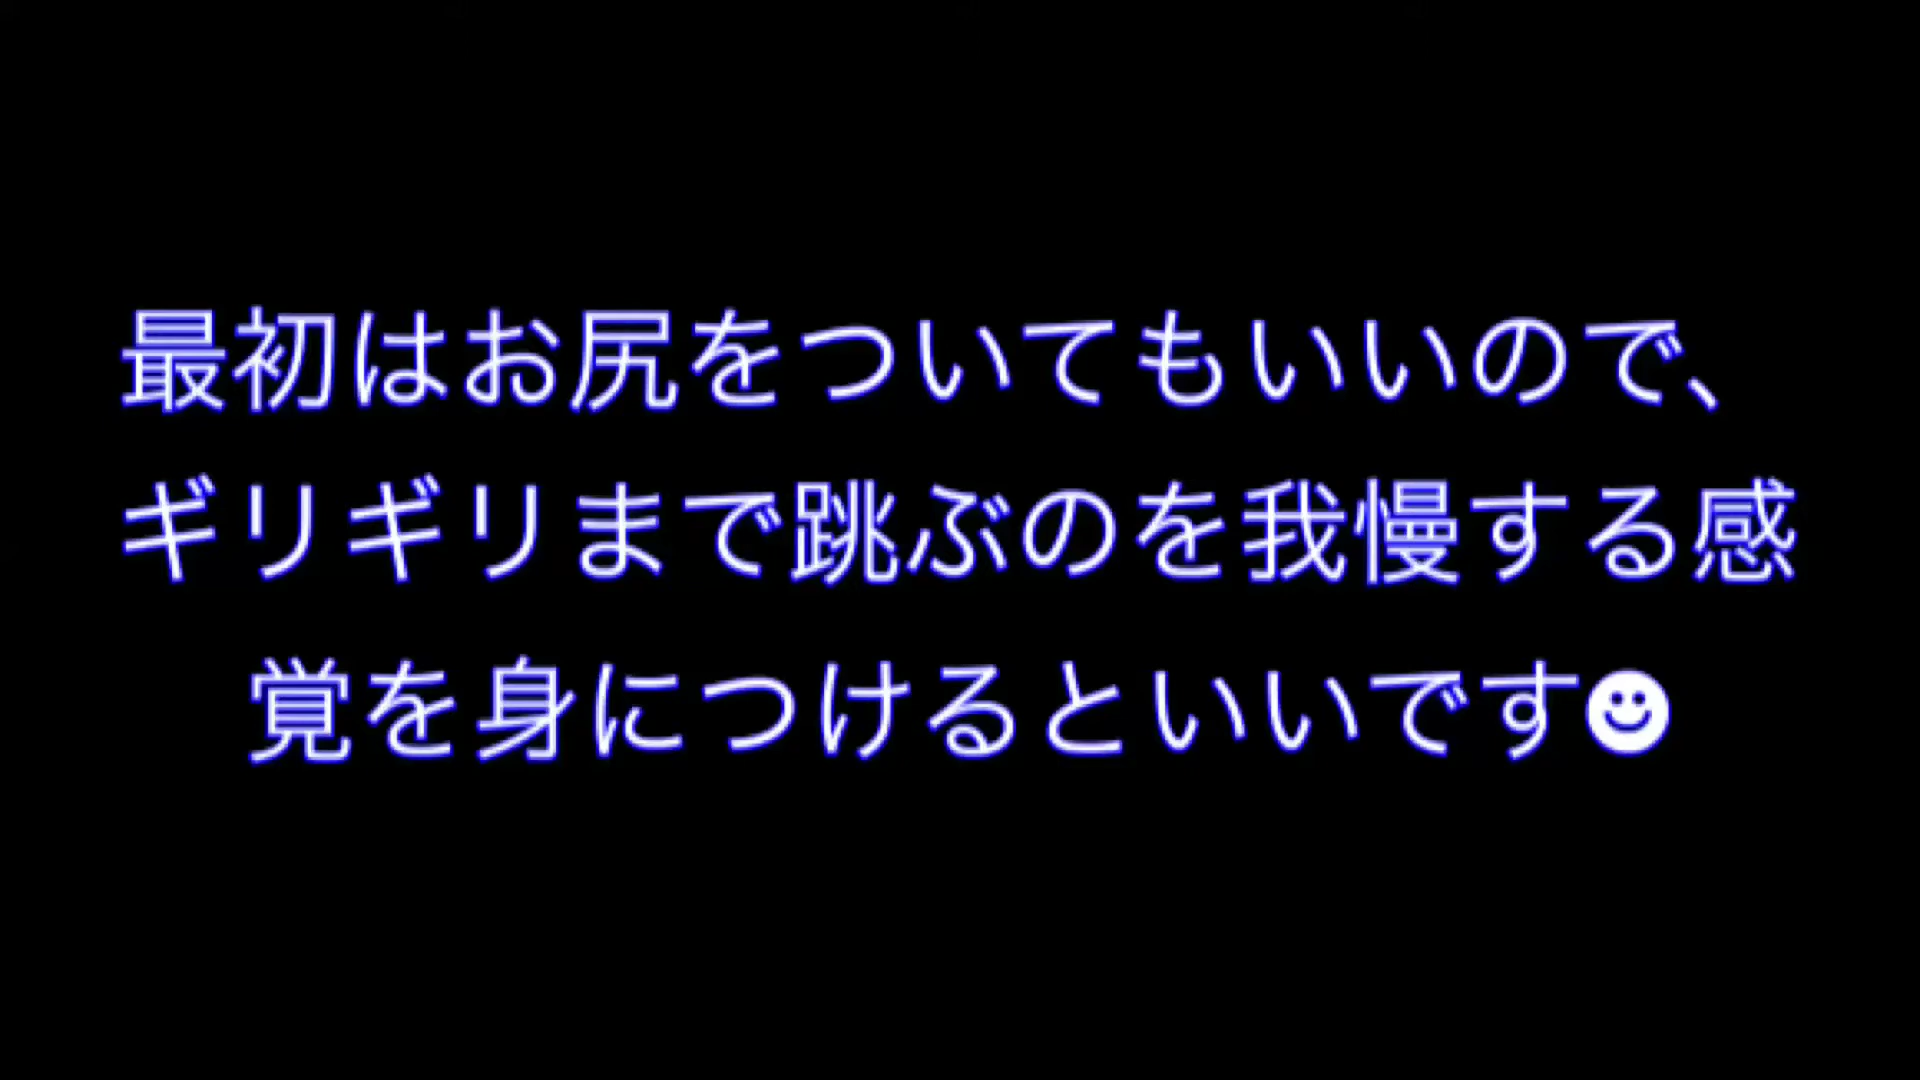 最初はお尻をついてもいいので、
ギリギリまで跳ぶのを我慢する感
覚を身につけるといいです☻